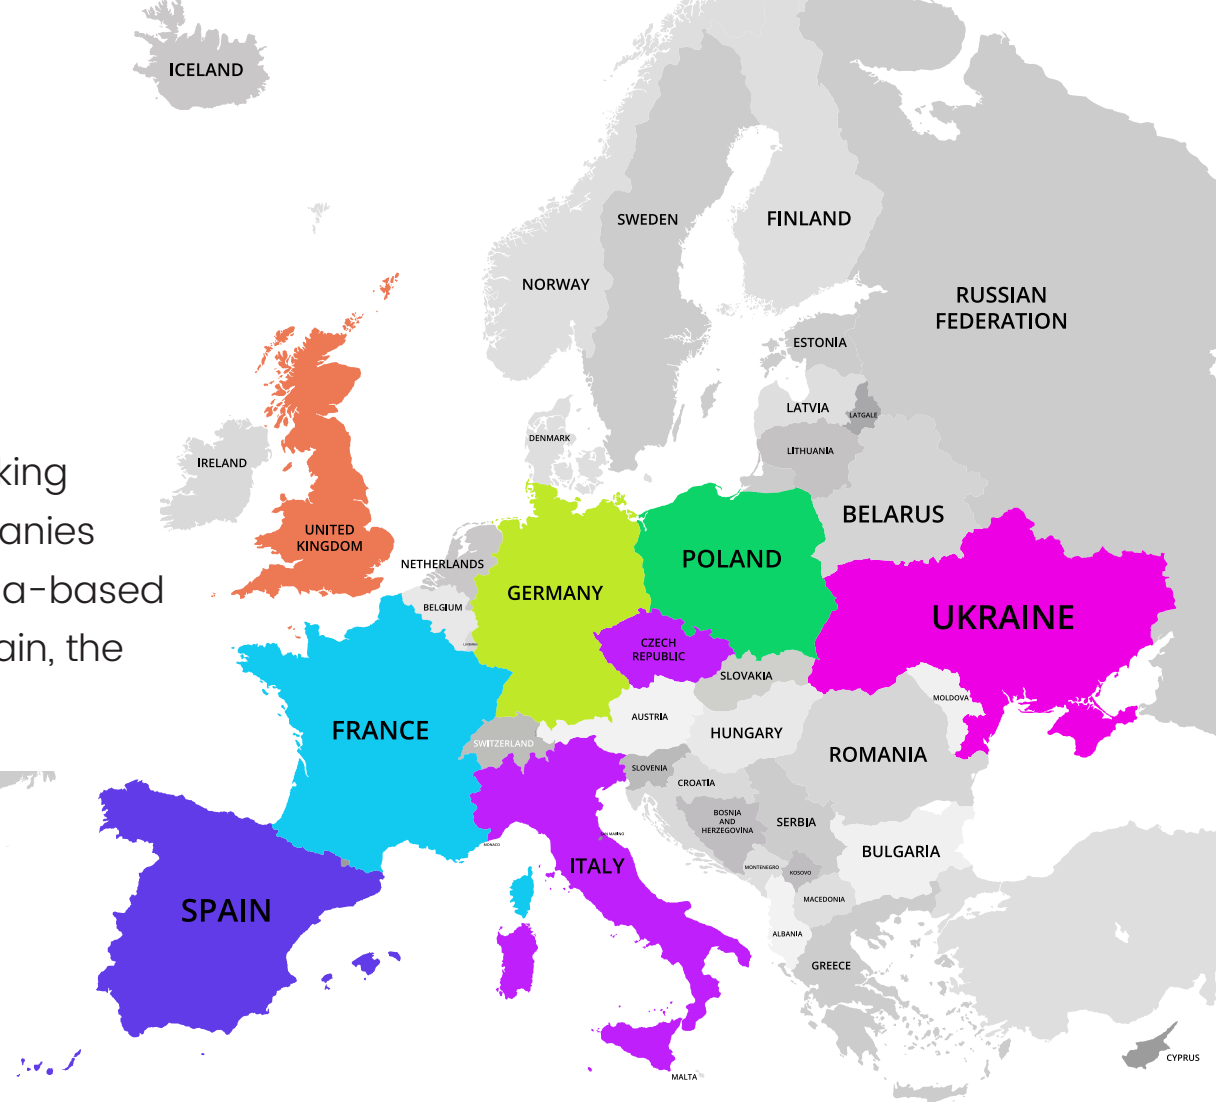 ICELAND
SWEDEN
FINLAND
NORWAY
RUSSIAN
FEDERATION
ESTONIA
LATVIA
LATGALE
DENMARK
LITHUANIA
IRELAND
king
BELARUS
anies
UNITED
KINGDOM
POLAND
NETHERLANDS
a-based
GERMANY
BELGIUM
UKRAINE
ain, the
CZECH
REPUBLIC
SLOVAKIA
MOLDOVA
AUSTRIA
FRANCE
HUNGARY
SWITZERLAND
ROMANIA
SLOVENIA
CROATIA
BOSNIA
AND
HERZEGOVINA
SERBIA
SAN MARINO
MONACO
BULGARIA
ITALY
MONTENEGRO
KOSOVO
MACEDONIA
SPAIN
ALBANIA
GREECE
CYPRUS
MALTA